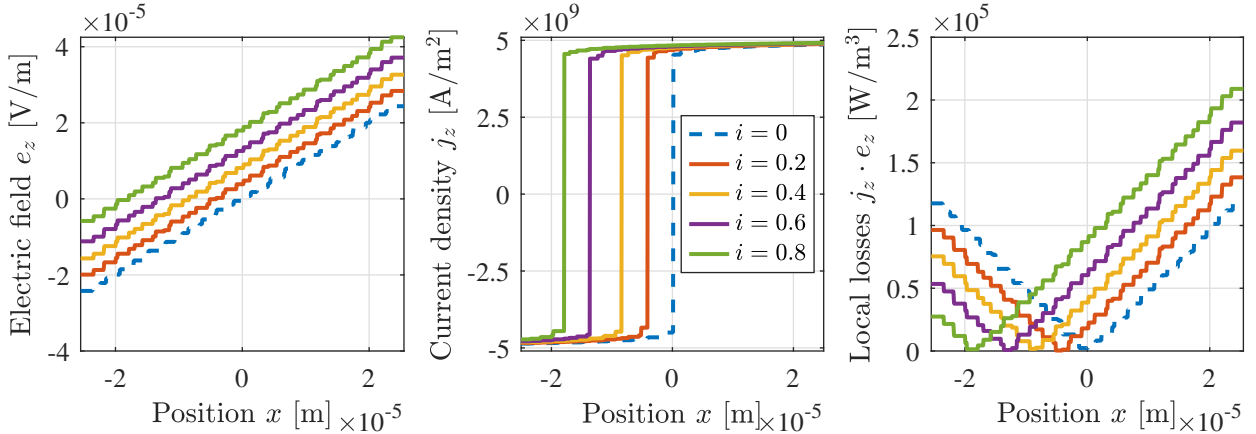 ×10⁻⁵
Electric field e_z [V/m]
4
2
0
-2
-4
-2
0
2
Position x [m]
×10⁻⁵
×10⁹
Current density j_z [A/m²]
5
2.5
0
-2.5
-5
-2
0
2
Position x [m]
×10⁻⁵
i = 0
i = 0.2
i = 0.4
i = 0.6
i = 0.8
×10⁵
Local losses j_z · e_z [W/m³]
2.5
2
1.5
1
0.5
0
-2
0
2
Position x [m]
×10⁻⁵